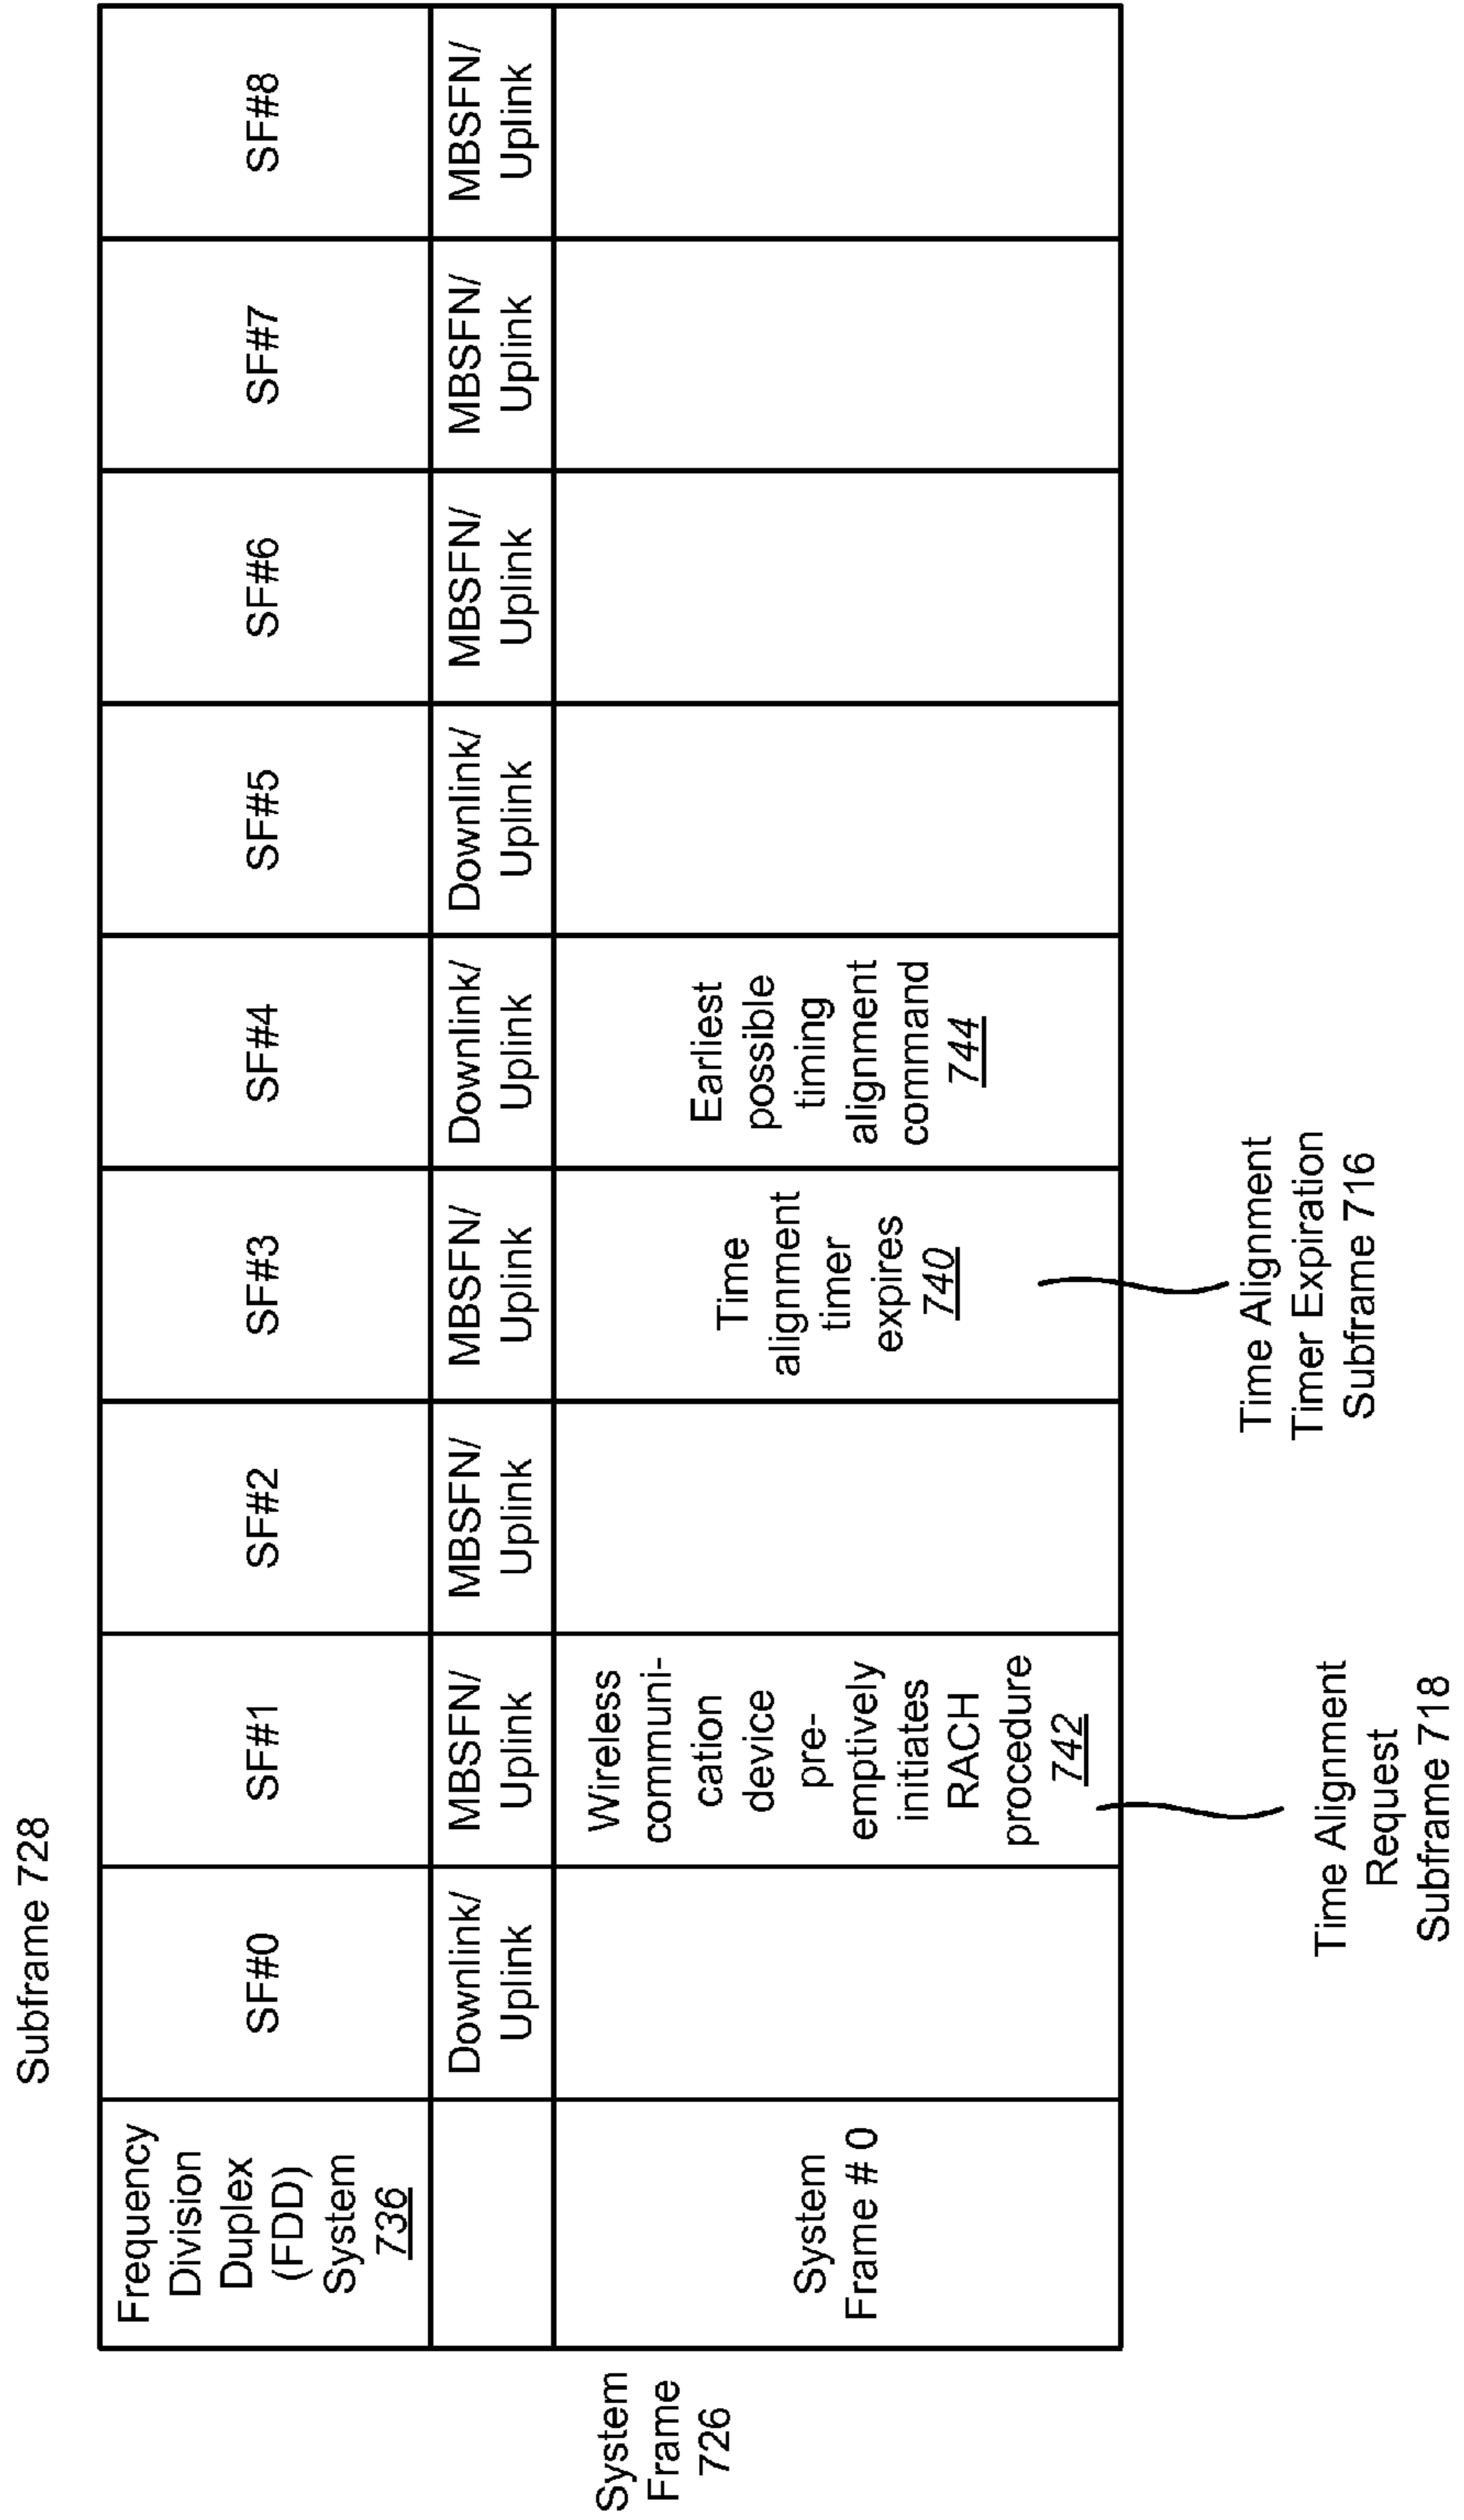 Subframe 728
Frequency
Division
Duplex
(FDD)
System
736
SF#0
SF#1
SF#2
SF#3
SF#4
SF#5
SF#6
SF#7
SF#8
Downlink/
Uplink
MBSFN/
Uplink
MBSFN/
Uplink
MBSFN/
Uplink
Downlink/
Uplink
Downlink/
Uplink
MBSFN/
Uplink
MBSFN/
Uplink
MBSFN/
Uplink
System
Frame
726
System
Frame # 0
Wireless
communi-
cation
device
pre-
emptively
initiates
RACH
procedure
742
Time
alignment
timer
expires
740
Earliest
possible
timing
alignment
command
744
Time Alignment
Request
Subframe 718
Time Alignment
Timer Expiration
Subframe 716